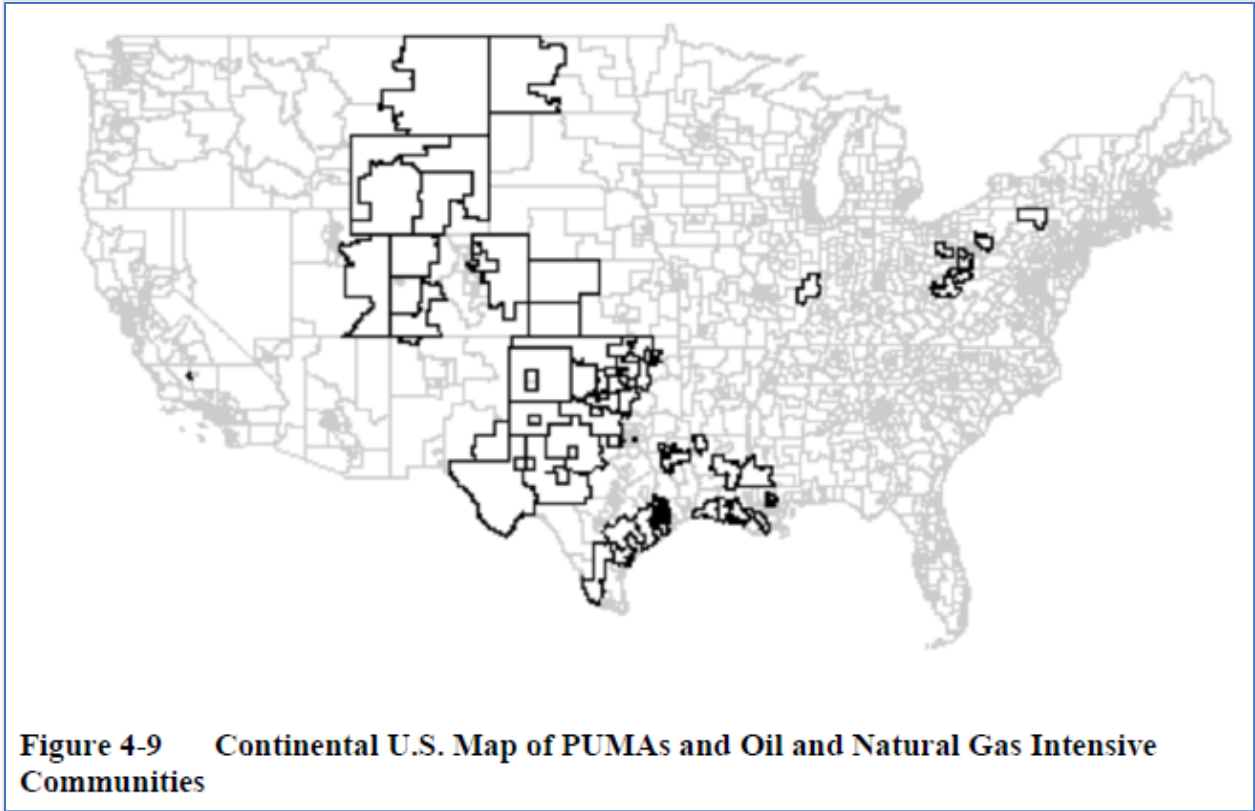 Figure 4-9 Continental U.S. Map of PUMAs and Oil and Natural Gas Intensive
Communities